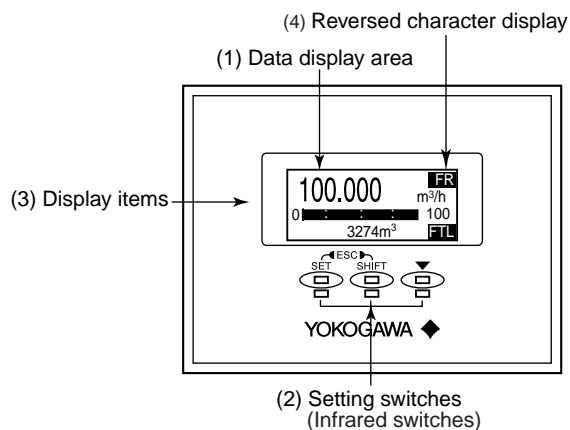 (4) Reversed character display
(1) Data display area
(3) Display items
100.000
FR
m³/h
0
100
3274m³
FTL
ESC
SET
SHIFT
YOKOGAWA
(2) Setting switches
(Infrared switches)